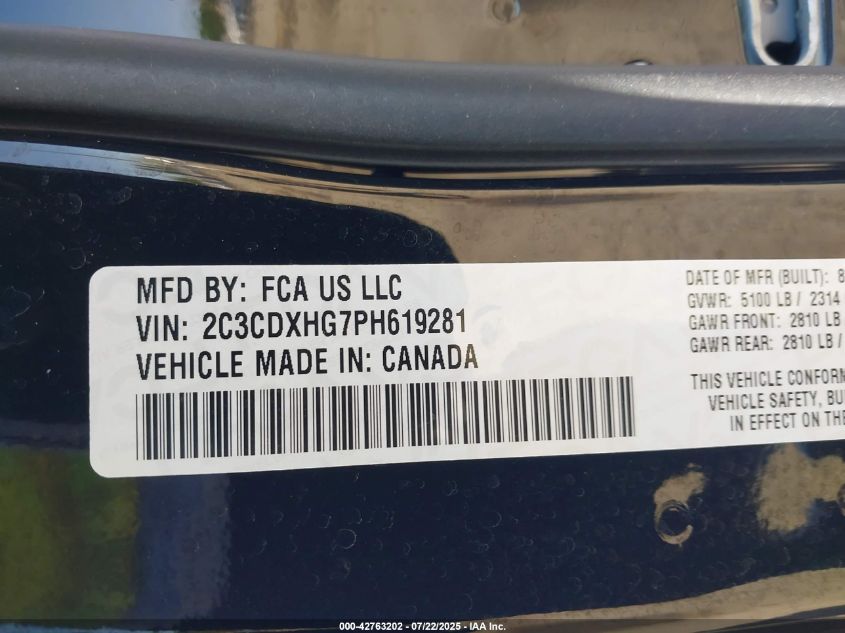 MFD BY: FCA US LLC
VIN: 2C3CDXHG7PH619281
VEHICLE MADE IN: CANADA
DATE OF MFR (BUILT): 8
GVWR: 5100 LB / 2314
GAWR FRONT: 2810 LB
GAWR REAR: 2810 LB /
THIS VEHICLE CONFORM
VEHICLE SAFETY, BU
IN EFFECT ON THE
000-42763202 - 07/22/2025 - IAA Inc.